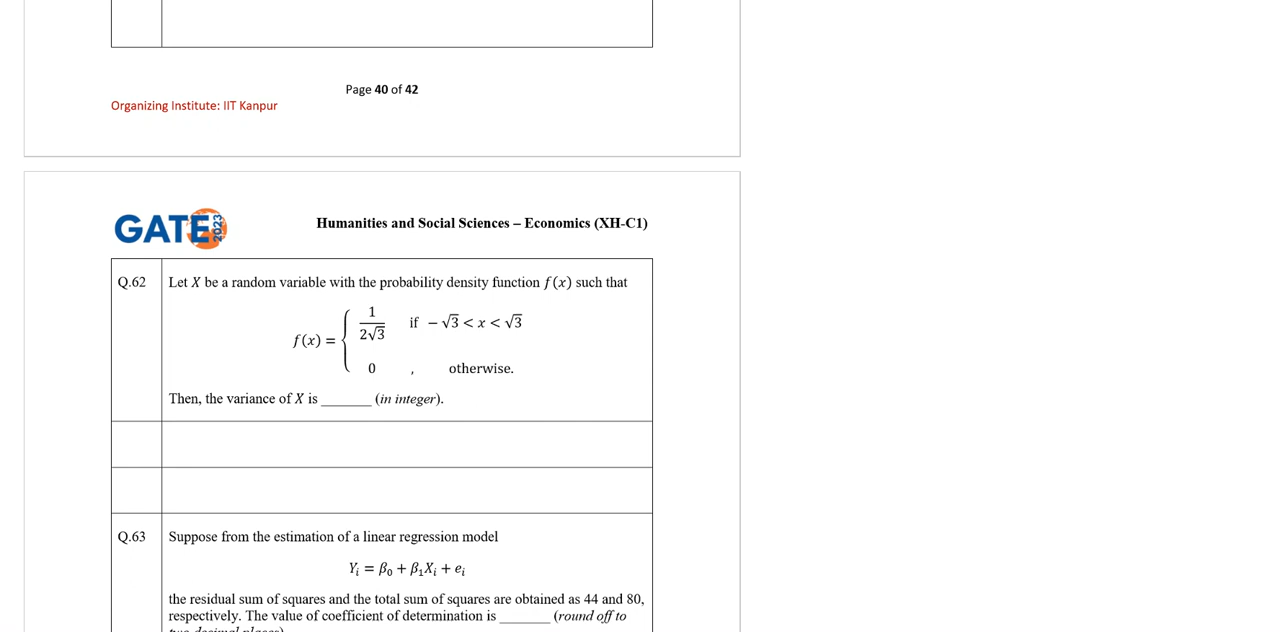 Page 40 of 42
Organizing Institute: IIT Kanpur
GATE 2023
Humanities and Social Sciences – Economics (XH-C1)
Q.62 Let X be a random variable with the probability density function f(x) such that
f(x) = { 1/(2√3) if −√3 < x < √3
0 , otherwise.
Then, the variance of X is _______ (in integer).
Q.63 Suppose from the estimation of a linear regression model
Yᵢ = β₀ + β₁Xᵢ + eᵢ
the residual sum of squares and the total sum of squares are obtained as 44 and 80,
respectively. The value of coefficient of determination is _______ (round off to
two decimal places)